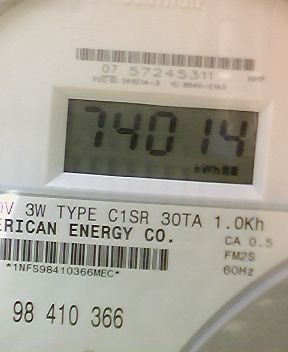 07 57245311
74014
kWh
V 3W TYPE C1SR 30TA 1.0Kh
ERICAN ENERGY CO.
CA 0.5
FM2S
60Hz
*1NFS98410366MEC*
98 410 366